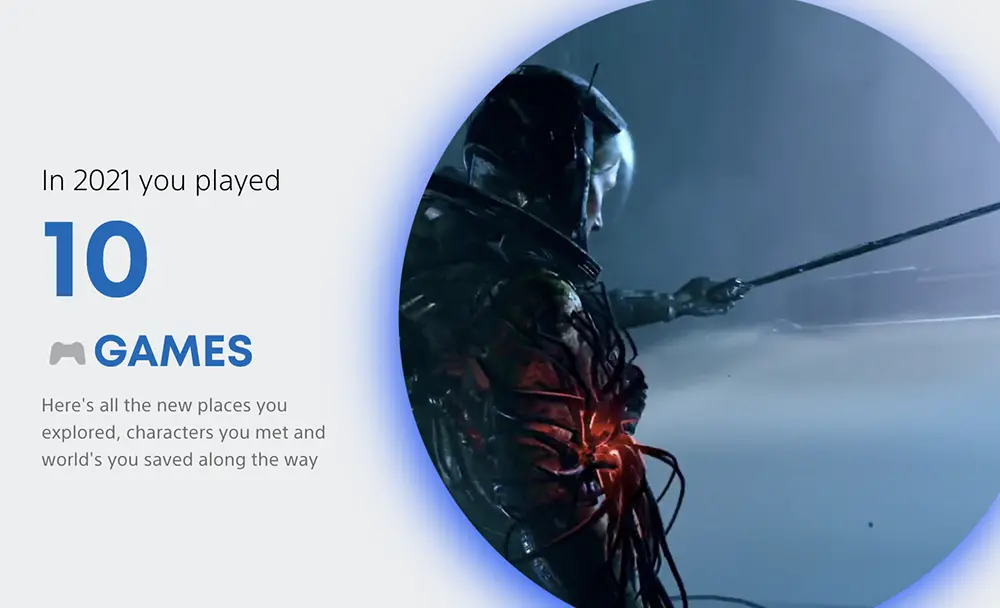 In 2021 you played
10
GAMES
Here's all the new places you
explored, characters you met and
world's you saved along the way